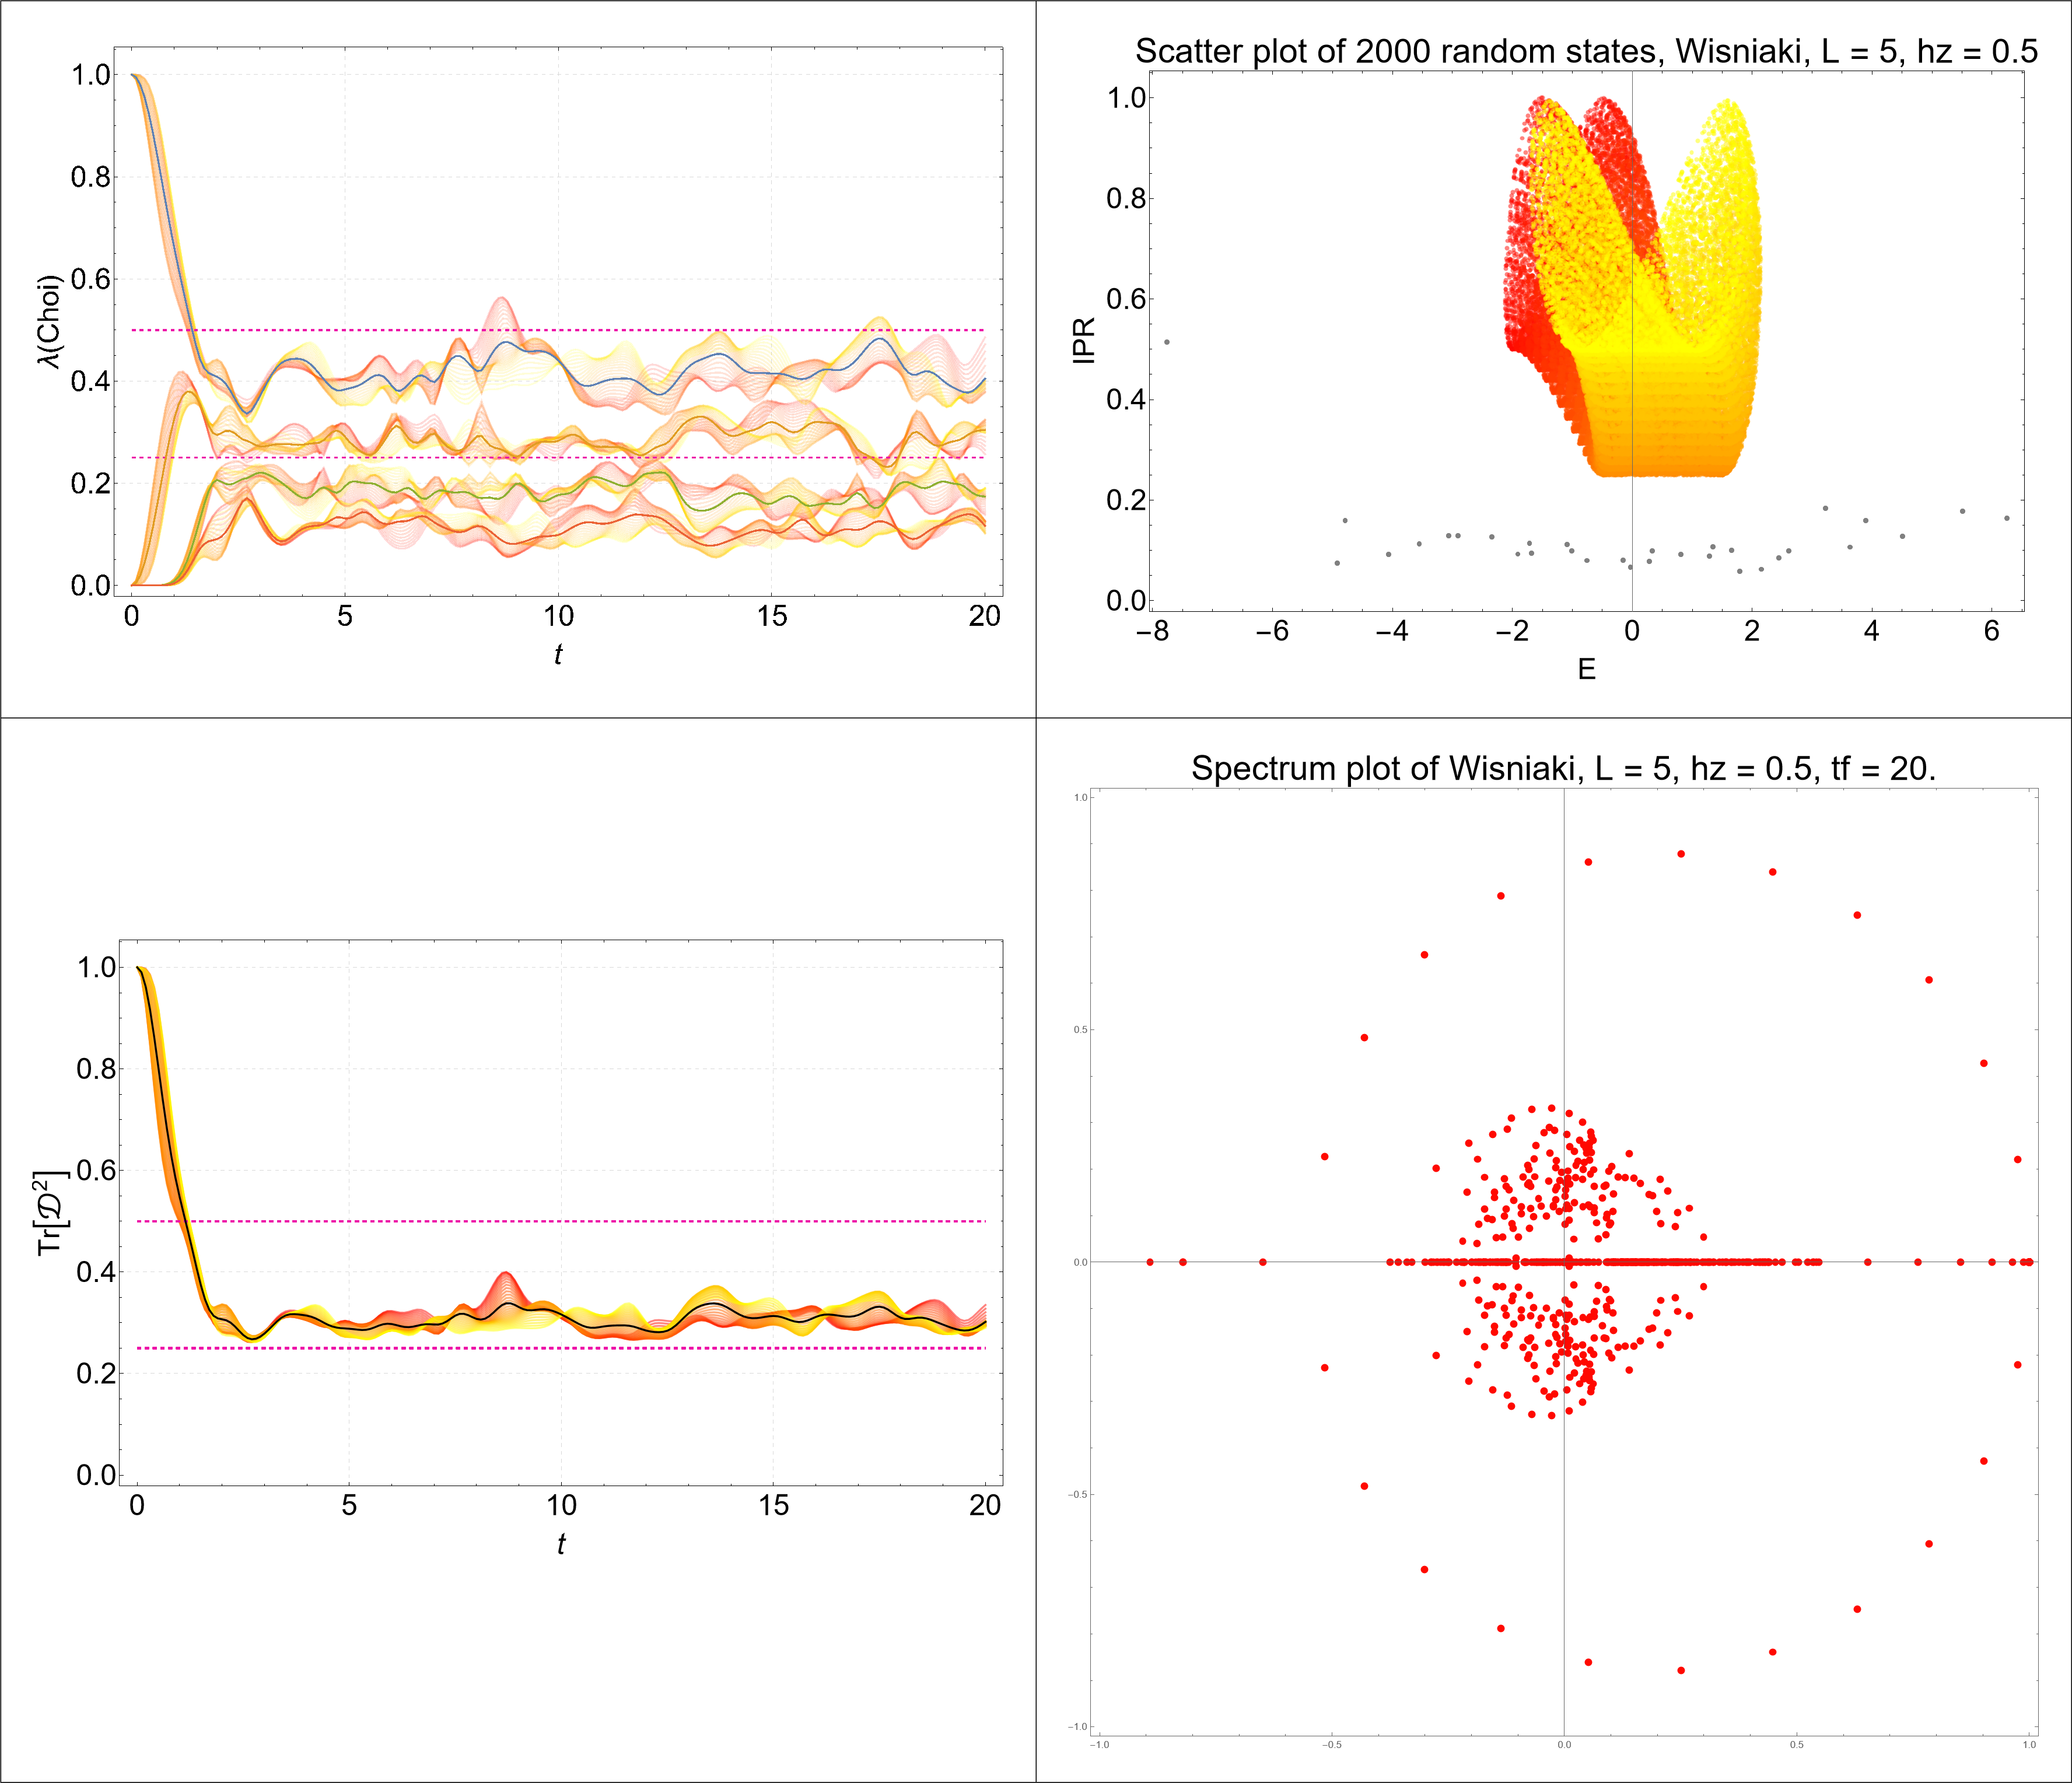 1.0
0.8
0.6
0.4
0.2
0.0
λ(Choi)
0 5 10 15 20
t
Scatter plot of 2000 random states, Wisniaki, L = 5, hz = 0.5
1.0
0.8
0.6
0.4
0.2
0.0
IPR
−8 −6 −4 −2 0 2 4 6
E
1.0
0.8
0.6
0.4
0.2
0.0
Tr[𝒟²]
0 5 10 15 20
t
Spectrum plot of Wisniaki, L = 5, hz = 0.5, tf = 20.
1.0
0.5
0.0
−0.5
−1.0
−1.0 −0.5 0.0 0.5 1.0